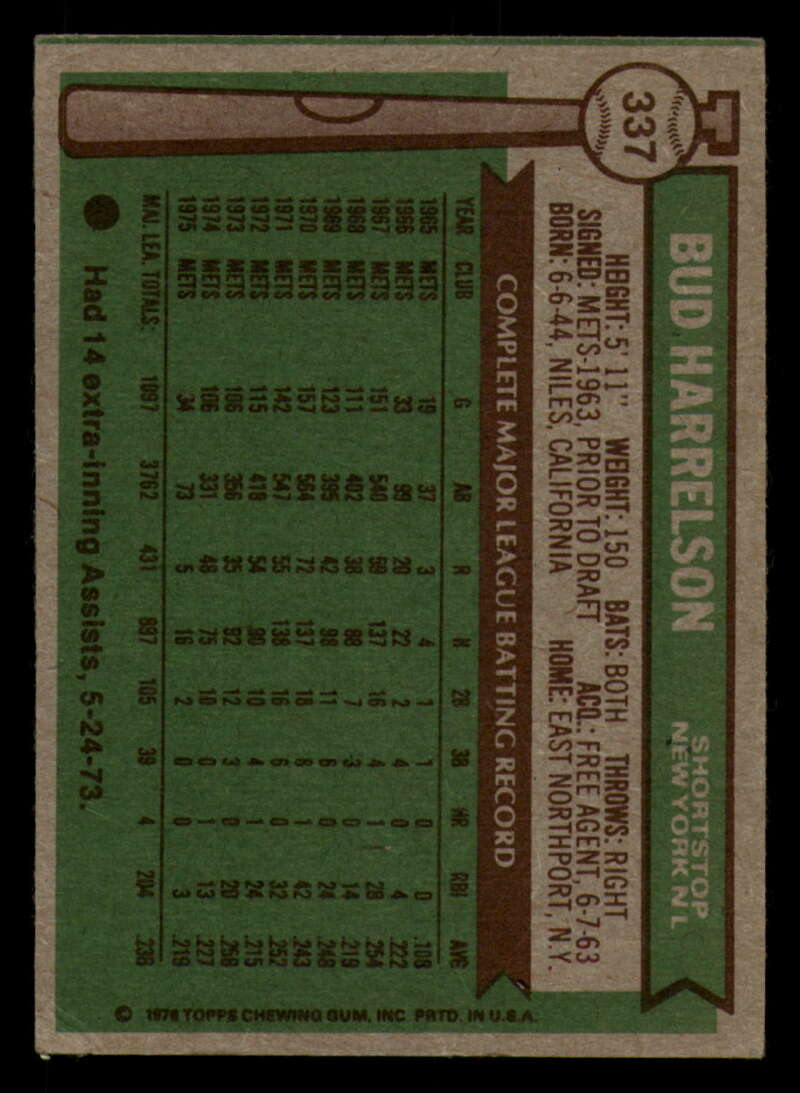 337
BUD HARRELSON
SHORTSTOP
NEW YORK N L
HEIGHT: 5' 11" WEIGHT: 150 BATS: BOTH THROWS: RIGHT
SIGNED: METS-1963, PRIOR TO DRAFT ACQ.: FREE AGENT, 6-7-63
BORN: 6-6-44, NILES, CALIFORNIA HOME: EAST NORTHPORT, N.Y.
COMPLETE MAJOR LEAGUE BATTING RECORD
YEAR CLUB G AB R H 2B 3B HR RBI AVG
1965 METS 19 37 3 4 1 1 0 0 .108
1966 METS 33 99 20 22 2 4 0 4 .222
1967 METS 151 540 59 137 16 4 1 28 .254
1968 METS 111 402 38 88 7 3 0 14 .219
1969 METS 123 395 42 98 11 6 0 24 .248
1970 METS 157 564 72 137 18 8 1 42 .243
1971 METS 142 547 55 138 16 6 0 32 .252
1972 METS 115 418 54 90 10 4 1 24 .215
1973 METS 106 356 35 92 12 3 0 20 .258
1974 METS 106 331 48 75 10 0 1 13 .227
1975 METS 34 73 5 16 2 0 0 3 .219
MAJ. LEA. TOTALS: 1097 3762 431 897 105 39 4 204 .238
Had 14 extra-inning Assists, 5-24-73.
© 1976 TOPPS CHEWING GUM, INC PRTD. IN U.S.A.